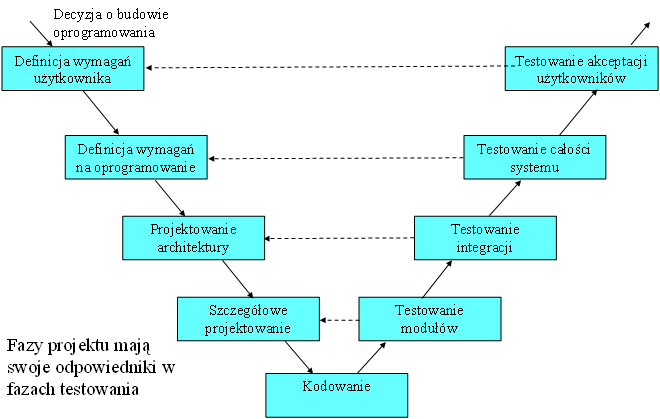 Decyzja o budowie
oprogramowania
Definicja wymagań
użytkownika
Testowanie akceptacji
użytkowników
Definicja wymagań
na oprogramowanie
Testowanie całości
systemu
Projektowanie
architektury
Testowanie
integracji
Szczegółowe
projektowanie
Testowanie
modułów
Fazy projektu mają
swoje odpowiedniki w
fazach testowania
Kodowanie